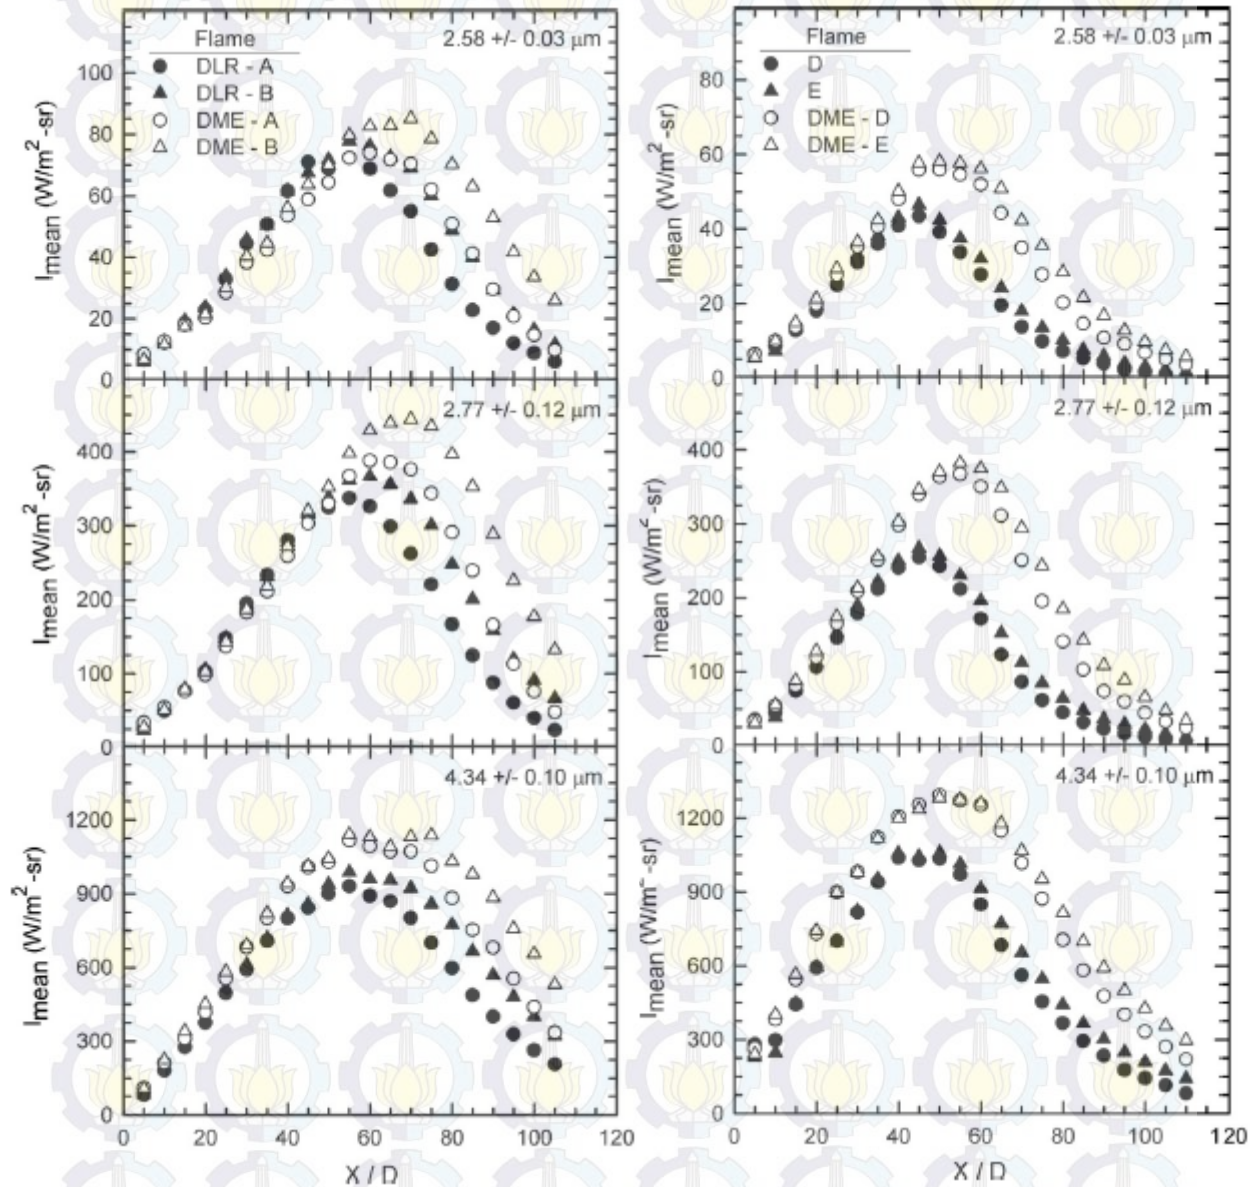 Flame
DLR - A
DLR - B
DME - A
DME - B
2.58 +/- 0.03 μm
100
80
60
40
20
0
Imean (W/m² -sr)
2.77 +/- 0.12 μm
400
300
200
100
0
Imean (W/m² -sr)
4.34 +/- 0.10 μm
1200
900
600
300
0
Imean (W/m² -sr)
0 20 40 60 80 100 120
X / D
Flame
D
E
DME - D
DME - E
2.58 +/- 0.03 μm
80
60
40
20
0
Imean (W/m² -sr)
2.77 +/- 0.12 μm
400
300
200
100
0
Imean (W/m² -sr)
4.34 +/- 0.10 μm
1200
900
600
300
0
Imean (W/m² -sr)
0 20 40 60 80 100 120
X / D